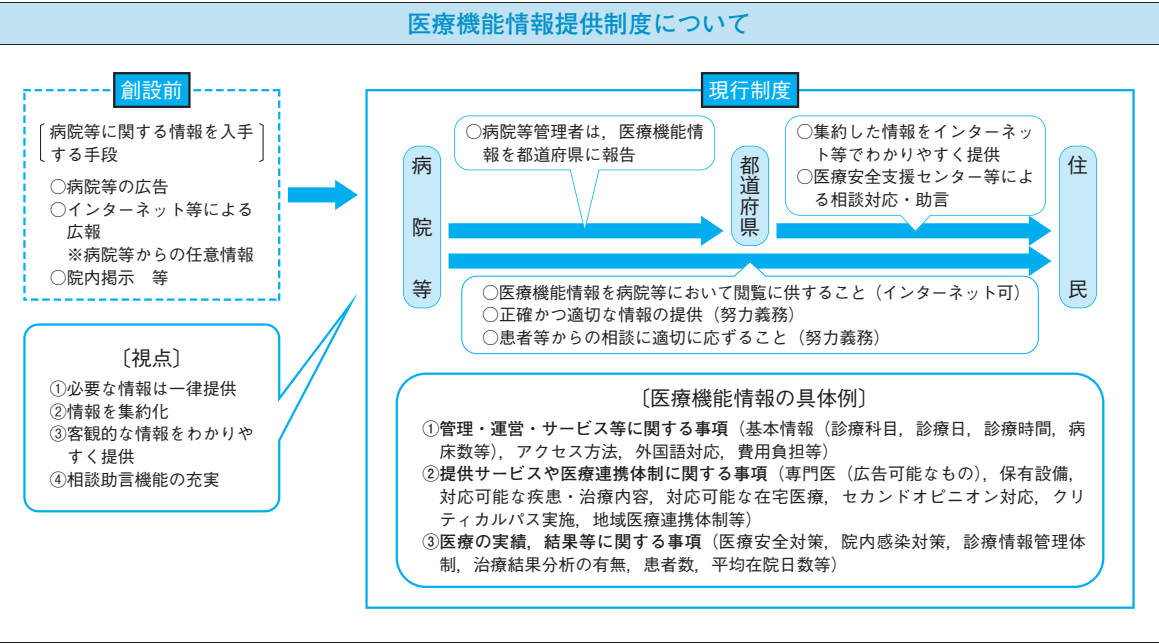 医療機能情報提供制度について
創設前
病院等に関する情報を入手
する手段
○病院等の広告
○インターネット等による
広報
※病院等からの任意情報
○院内掲示　等
〔視点〕
①必要な情報は一律提供
②情報を集約化
③客観的な情報をわかりや
すく提供
④相談助言機能の充実
現行制度
病院等
○病院等管理者は，医療機能情
報を都道府県に報告
都道府県
○集約した情報をインターネッ
ト等でわかりやすく提供
○医療安全支援センター等によ
る相談対応・助言
住民
○医療機能情報を病院等において閲覧に供すること（インターネット可）
○正確かつ適切な情報の提供（努力義務）
○患者等からの相談に適切に応ずること（努力義務）
〔医療機能情報の具体例〕
①管理・運営・サービス等に関する事項（基本情報（診療科目，診療日，診療時間，病
床数等），アクセス方法，外国語対応，費用負担等）
②提供サービスや医療連携体制に関する事項（専門医（広告可能なもの），保有設備，
対応可能な疾患・治療内容，対応可能な在宅医療，セカンドオピニオン対応，クリ
ティカルパス実施，地域医療連携体制等）
③医療の実績，結果等に関する事項（医療安全対策，院内感染対策，診療情報管理体
制，治療結果分析の有無，患者数，平均在院日数等）